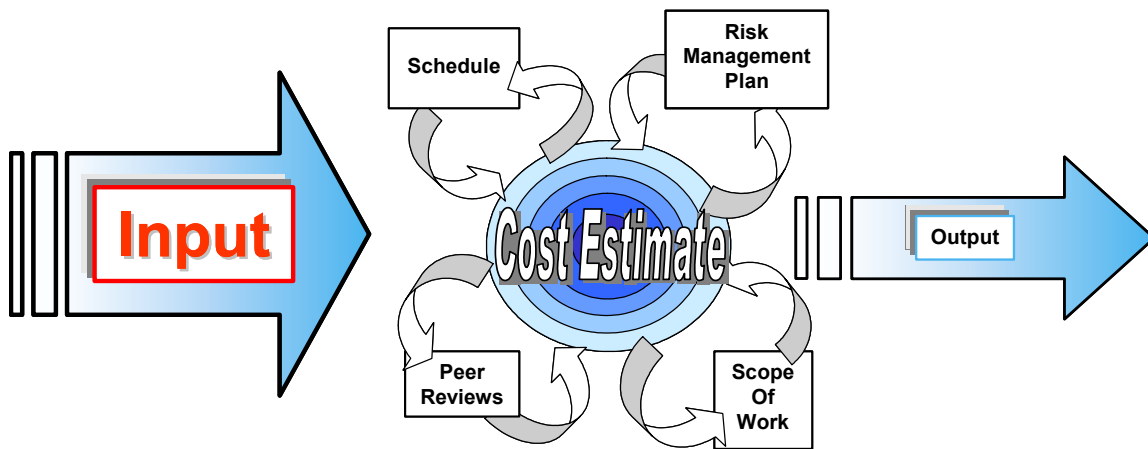 Input
Schedule
Risk
Management
Plan
Cost Estimate
Peer
Reviews
Scope
Of
Work
Output